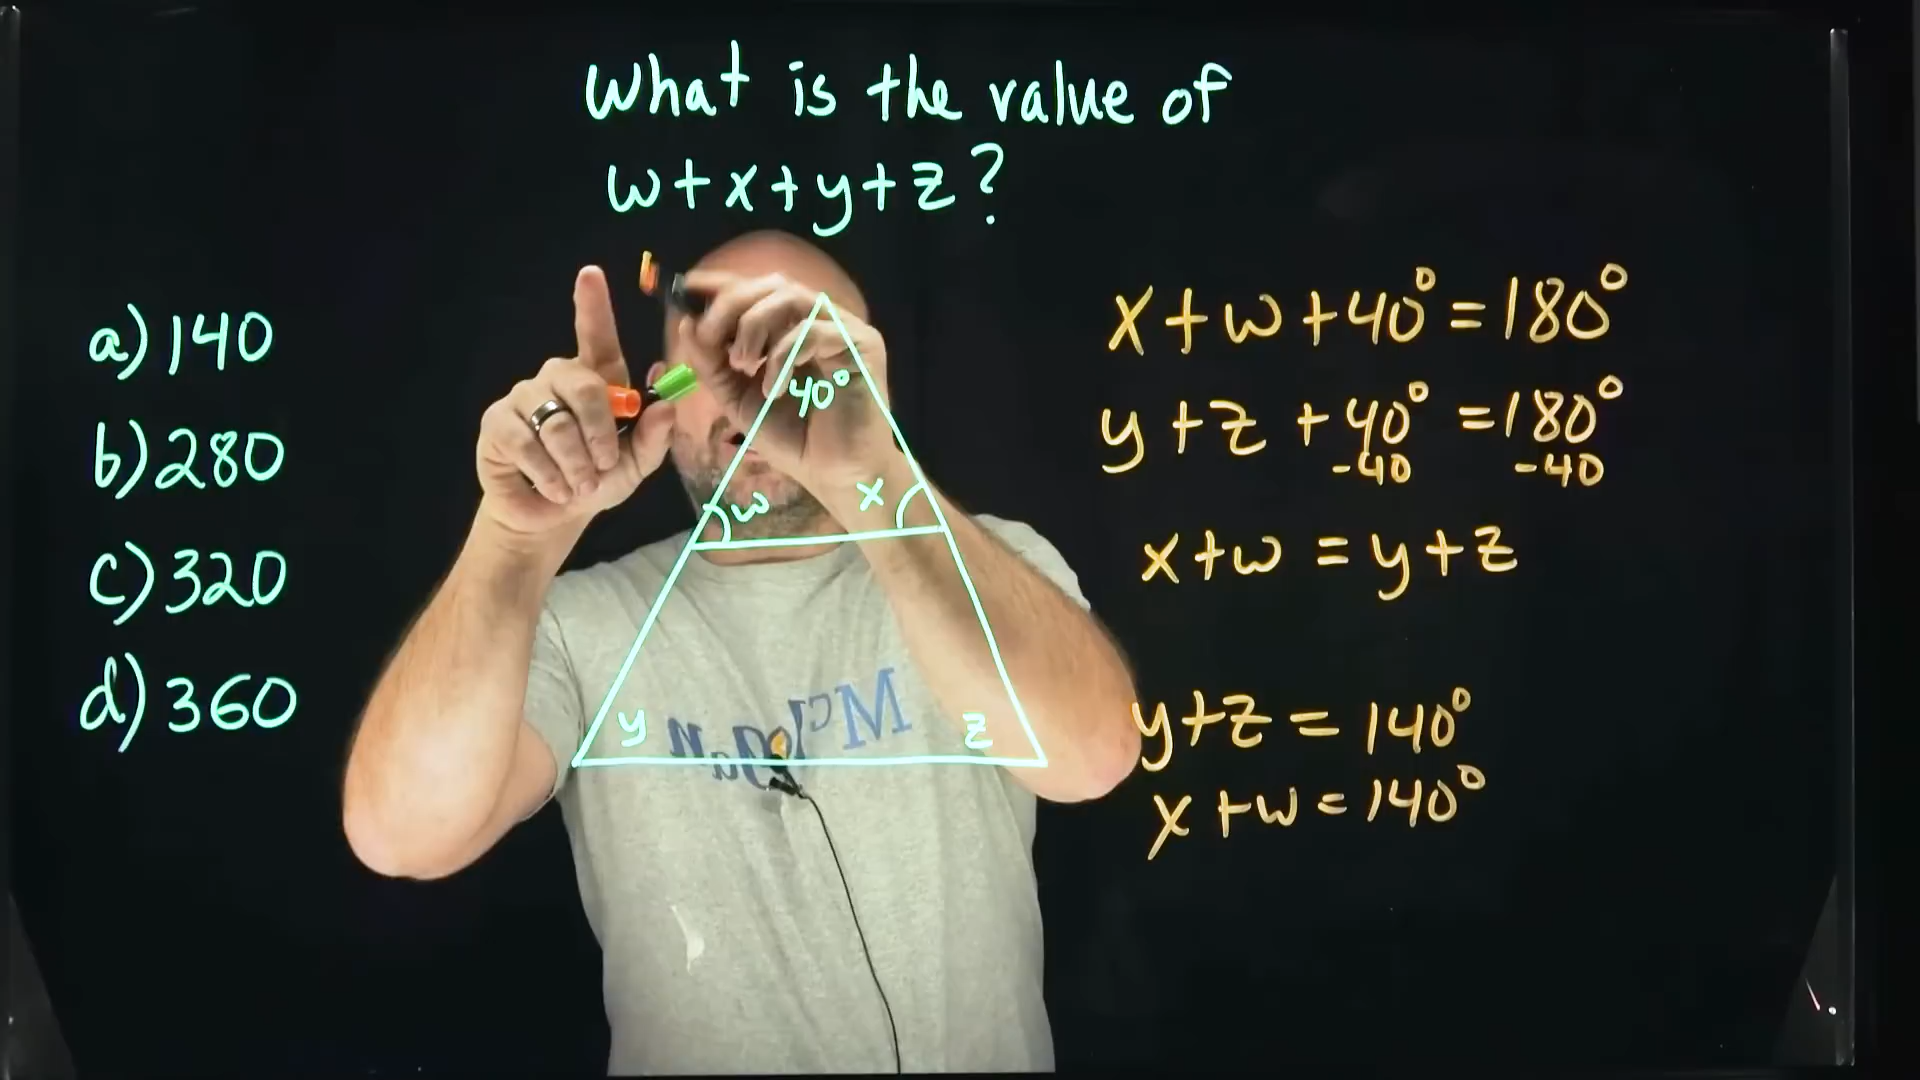 What is the value of
w+x+y+z?
a) 140
b) 280
c) 320
d) 360
40°
w
x
y
z
x+w+40°=180°
y+z+40°=180°
-40 -40
x+w=y+z
y+z=140°
x+w=140°